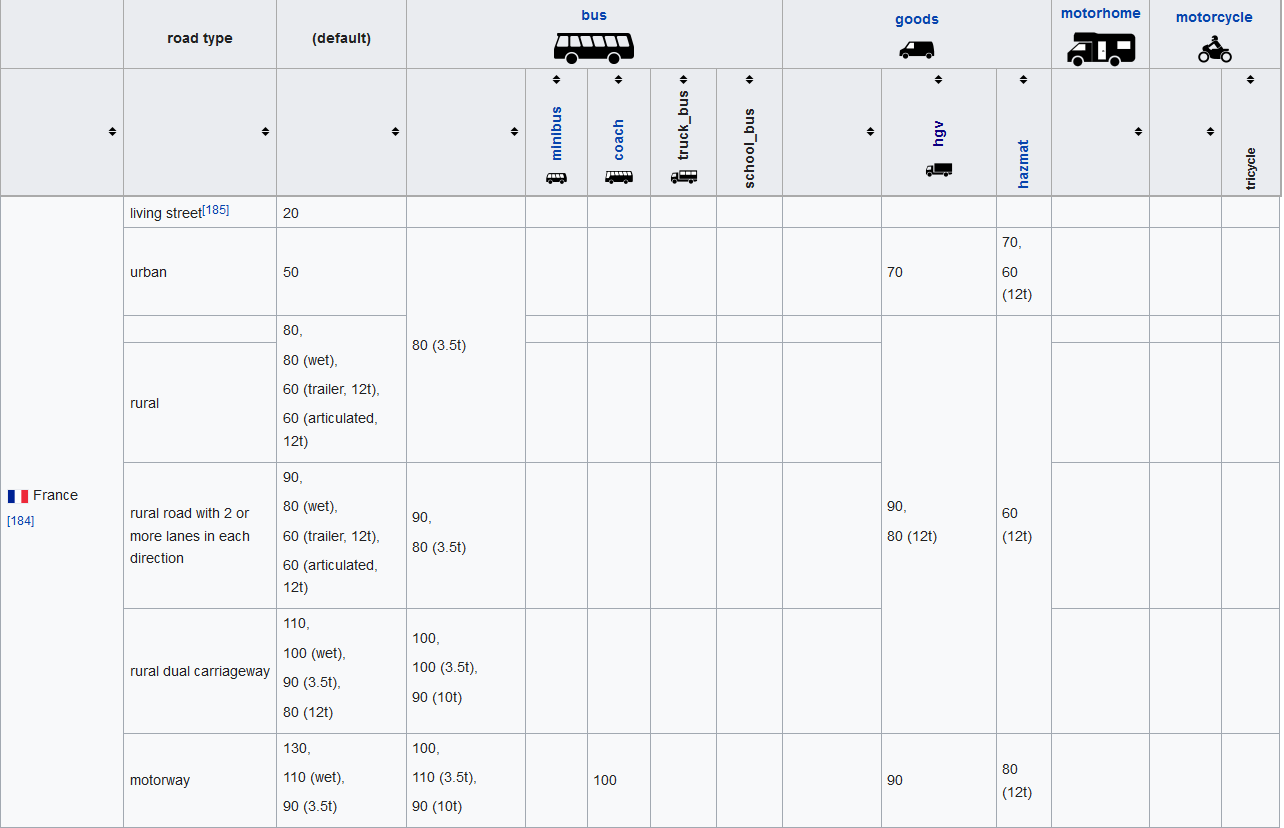 road type
(default)
bus
goods
motorhome
motorcycle
minibus
coach
truck_bus
school_bus
hgv
hazmat
tricycle
France
[184]
living street[185]
20
urban
50
80 (3.5t)
70
70,
60
(12t)
80,
80 (wet),
60 (trailer, 12t),
60 (articulated,
12t)
rural
90,
80 (12t)
60
(12t)
rural road with 2 or
more lanes in each
direction
90,
80 (wet),
60 (trailer, 12t),
60 (articulated,
12t)
90,
80 (3.5t)
rural dual carriageway
110,
100 (wet),
90 (3.5t),
80 (12t)
100,
100 (3.5t),
90 (10t)
motorway
130,
110 (wet),
90 (3.5t)
100,
110 (3.5t),
90 (10t)
100
90
80
(12t)